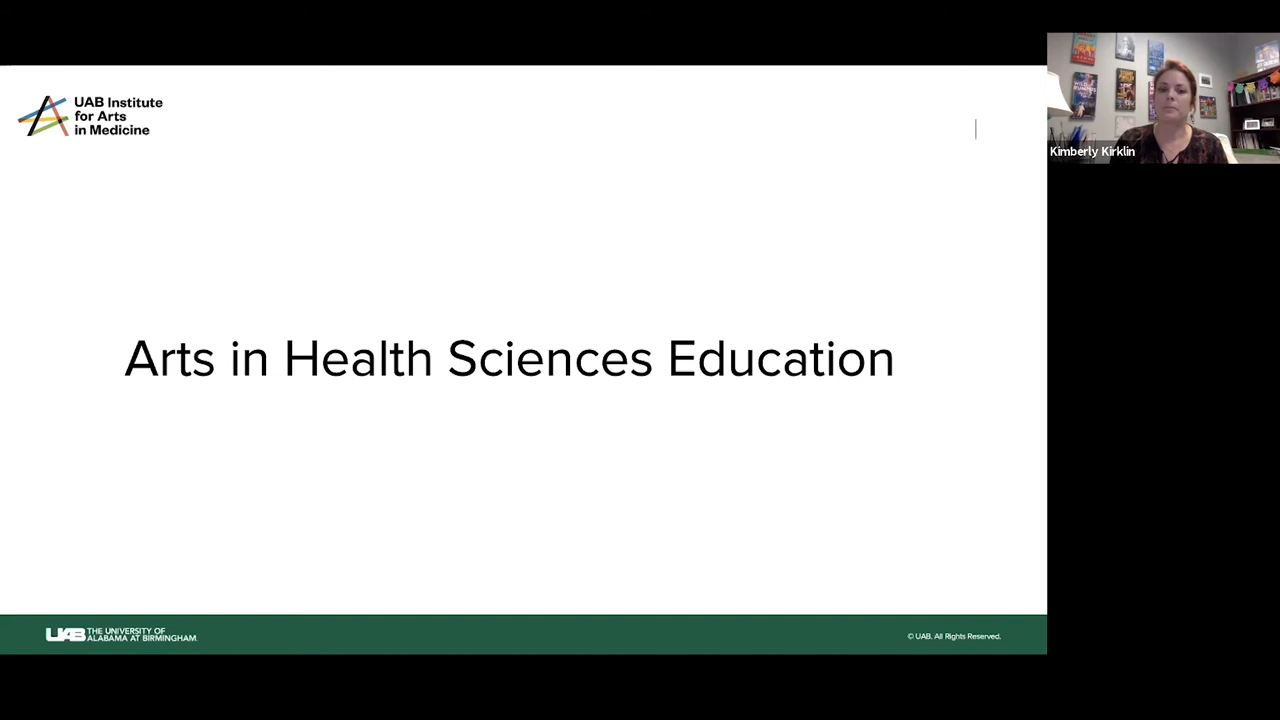 UAB Institute
for Arts
in Medicine
Kimberly Kirklin
Arts in Health Sciences Education
UAB THE UNIVERSITY OF
ALABAMA AT BIRMINGHAM
© UAB. All Rights Reserved.